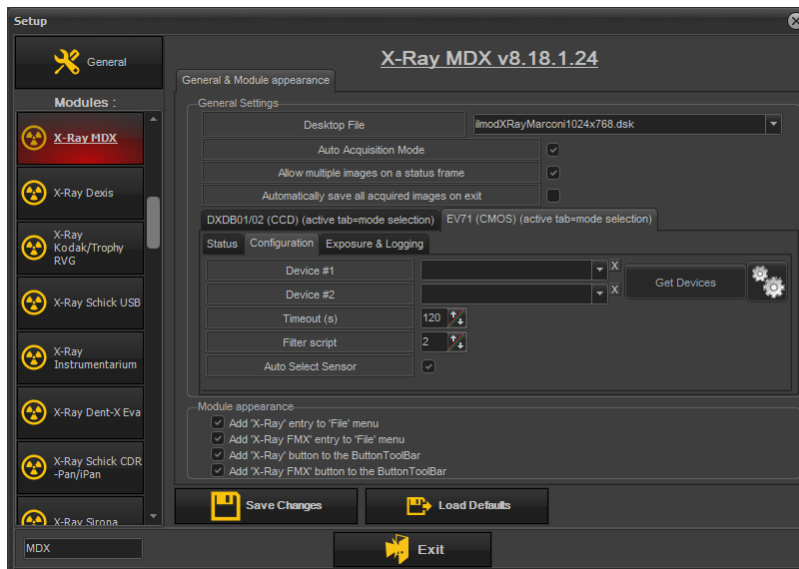 Setup
General
Modules :
X-Ray MDX
X-Ray Dexis
X-Ray
Kodak/Trophy
RVG
X-Ray Schick USB
X-Ray
Instrumentarium
X-Ray Dent-X Eva
X-Ray Schick CDR
-Pan/iPan
X-Ray Sirona
MDX
X-Ray MDX v8.18.1.24
General & Module appearance
General Settings
Desktop File
ilmodXRayMarconi1024x768.dsk
Auto Acquisition Mode
Allow multiple images on a status frame
Automatically save all acquired images on exit
DXDB01/02 (CCD) (active tab=mode selection) EV71 (CMOS) (active tab=mode selection)
Status Configuration Exposure & Logging
Device #1 X
Device #2 X
Get Devices
Timeout (s) 120
Filter script 2
Auto Select Sensor
Module appearance
Add 'X-Ray' entry to 'File' menu
Add 'X-Ray FMX' entry to 'File' menu
Add 'X-Ray' button to the ButtonToolBar
Add 'X-Ray FMX' button to the ButtonToolBar
Save Changes Load Defaults
Exit